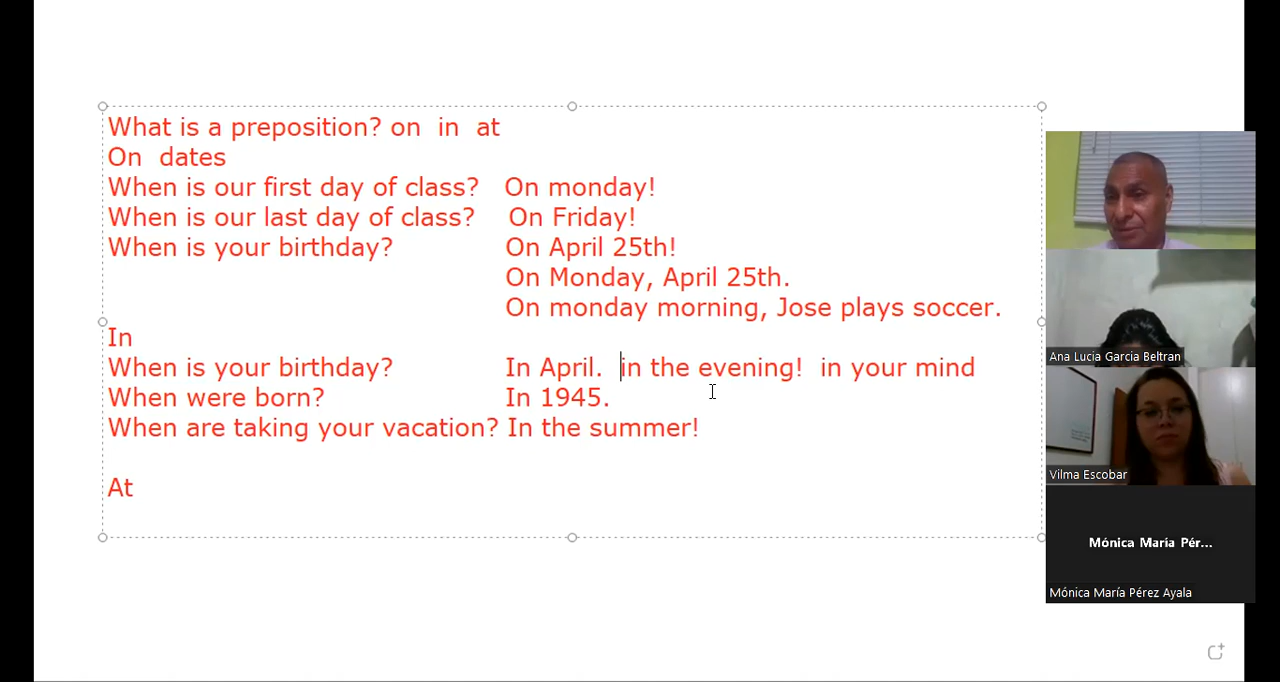 What is a preposition? on in at
On dates
When is our first day of class? On monday!
When is our last day of class? On Friday!
When is your birthday? On April 25th!
On Monday, April 25th.
On monday morning, Jose plays soccer.
In
When is your birthday? In April. in the evening! in your mind
When were born? In 1945.
When are taking your vacation? In the summer!
At
Ana Lucia Garcia Beltran
Vilma Escobar
Mónica María Pér...
Mónica María Pérez Ayala